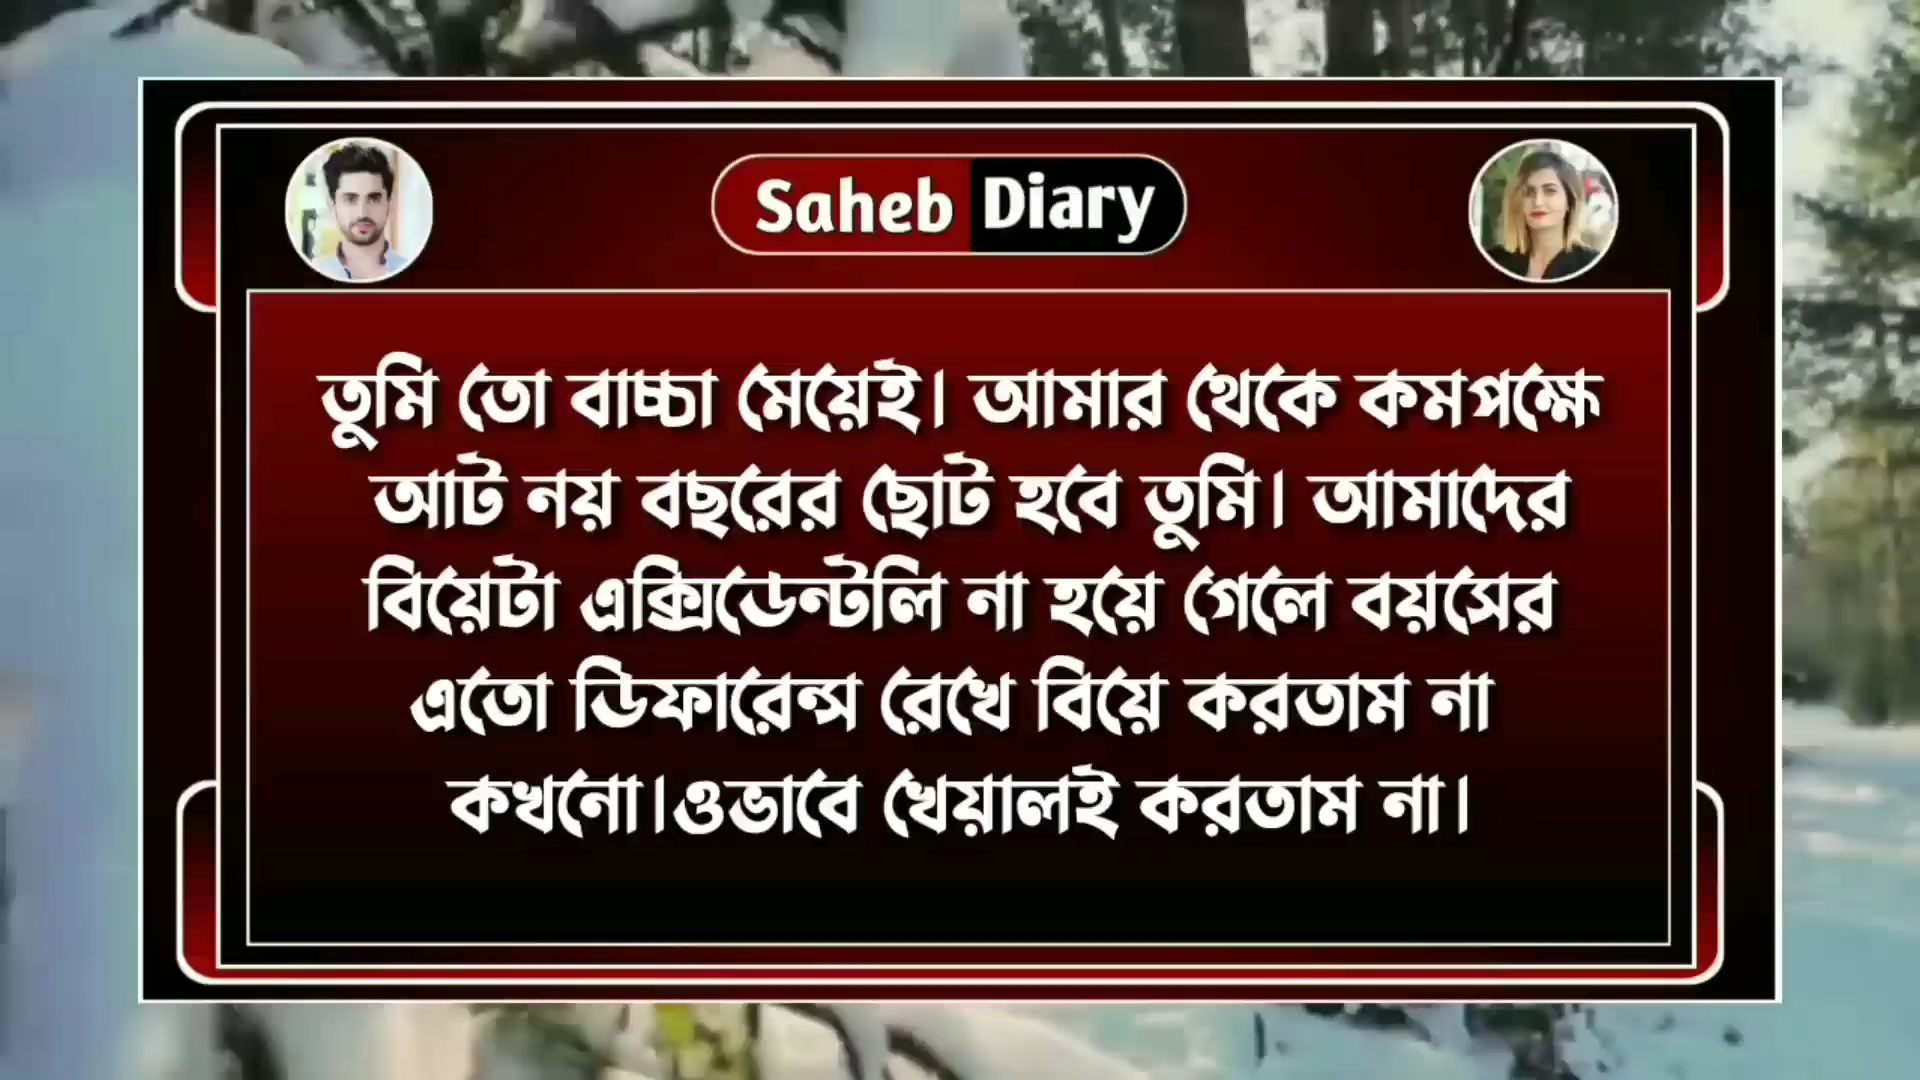 Saheb Diary
তুমি তো বাচ্চা মেয়েই। আমার থেকে কমপক্ষে
আট নয় বছরের ছোট হবে তুমি। আমাদের
বিয়েটা এক্সিডেন্টলি না হয়ে গেলে বয়সের
এতো ডিফারেন্স রেখে বিয়ে করতাম না
কখনো।ওভাবে খেয়ালই করতাম না।